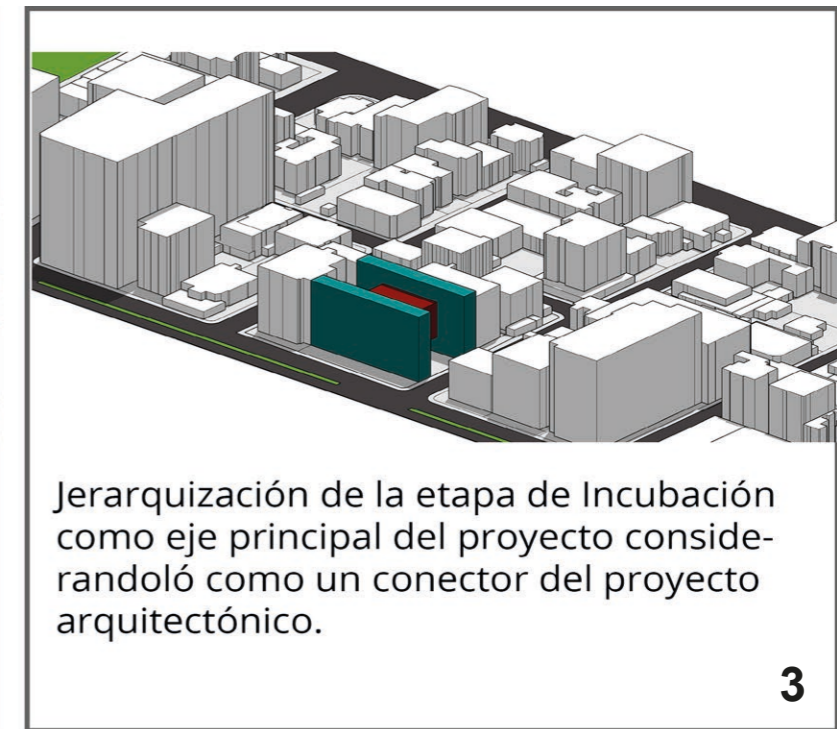 Jerarquización de la etapa de Incubación
como eje principal del proyecto conside-
randoló como un conector del proyecto
arquitectónico.
3